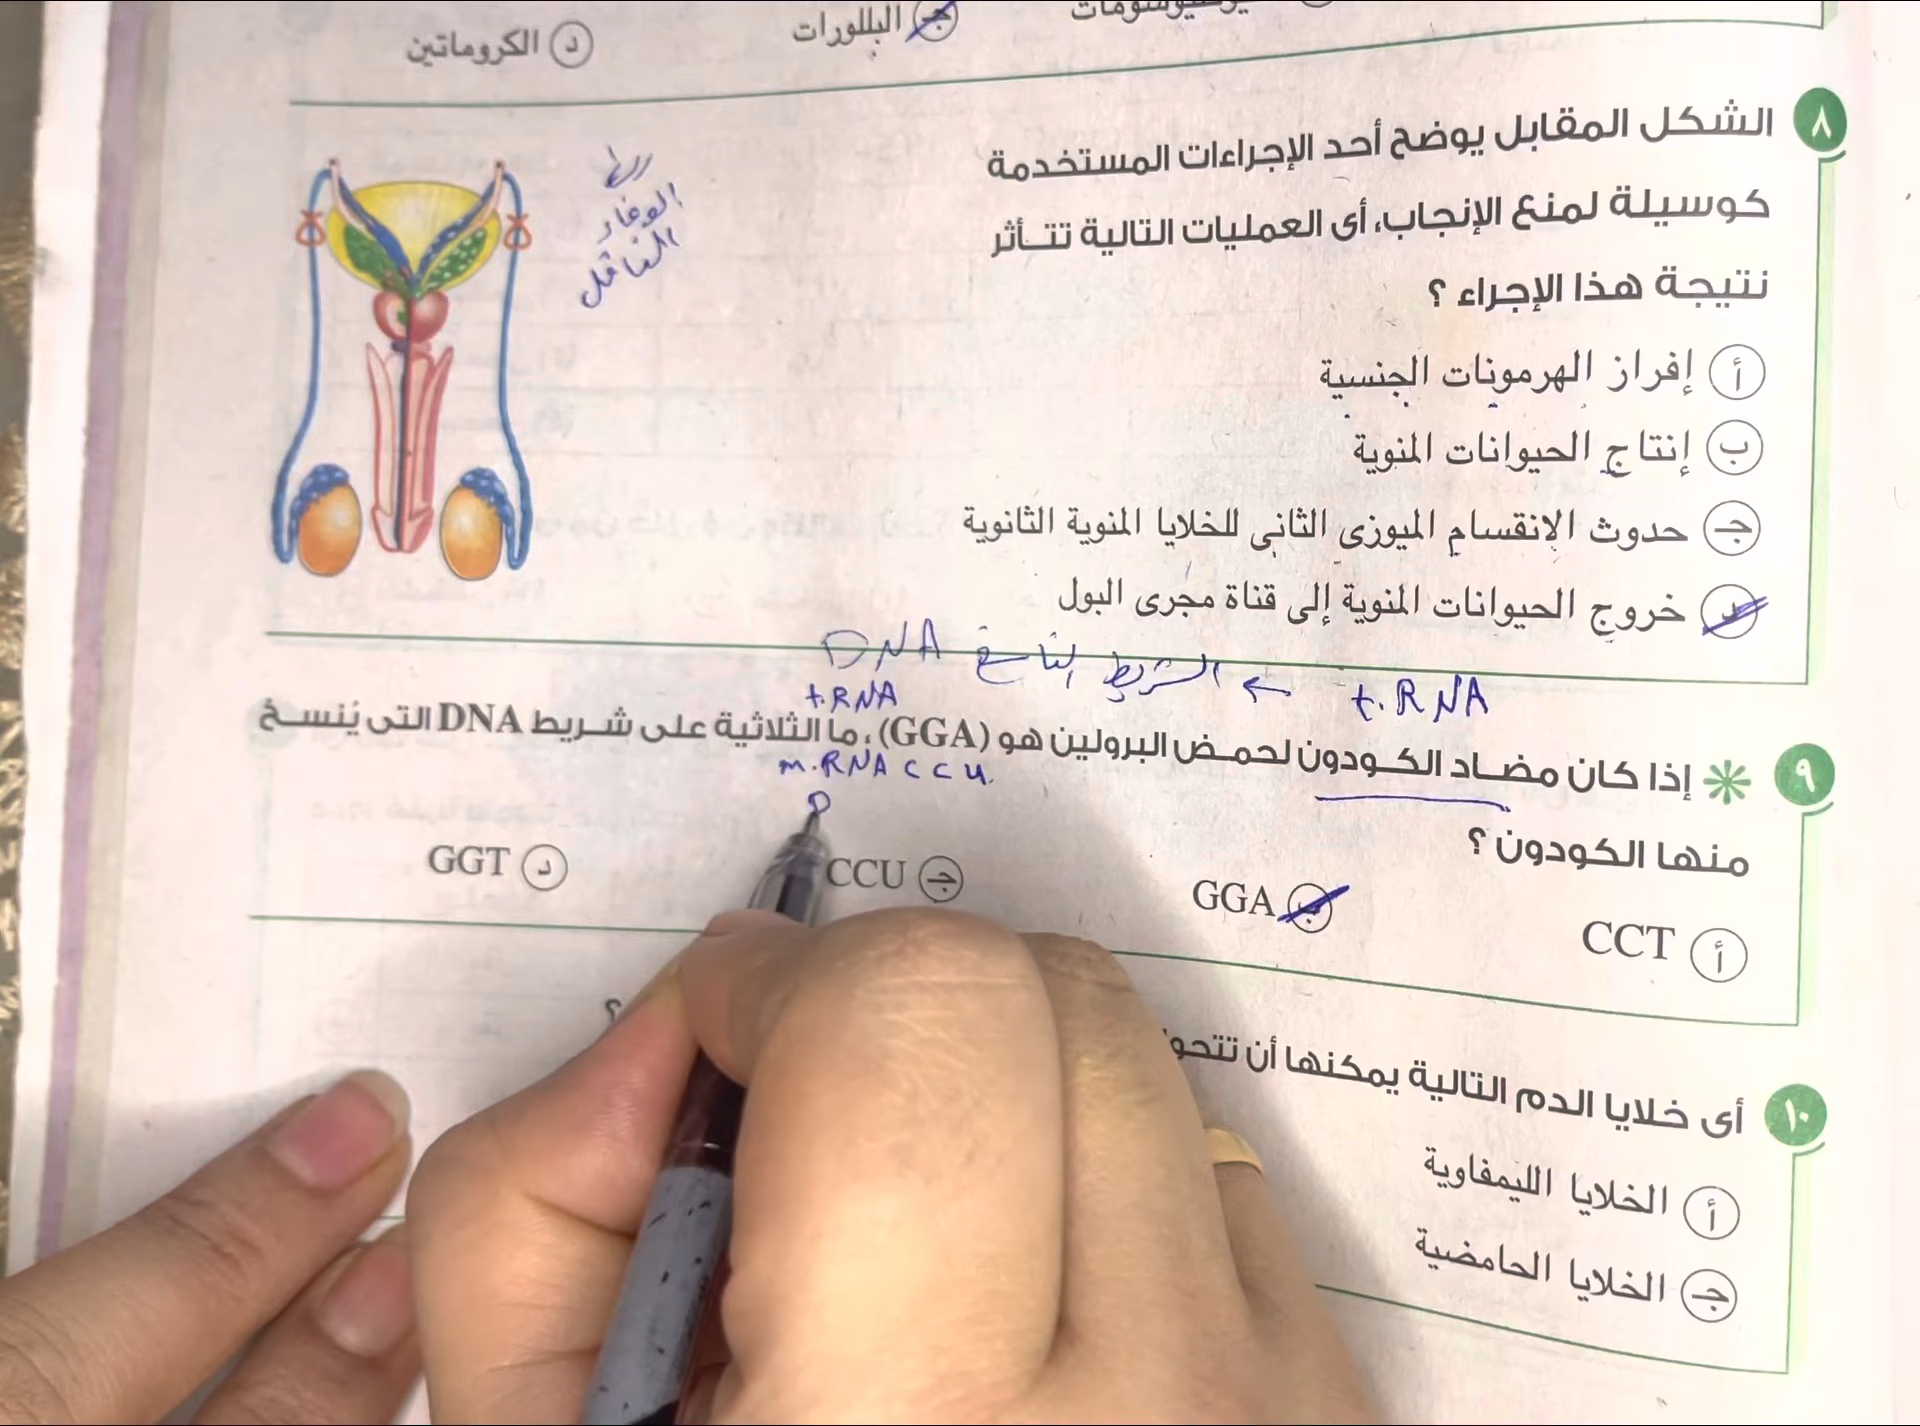 ج البللورات
د الكروماتين
٨ الشكل المقابل يوضح أحد الإجراءات المستخدمة
كوسيلة لمنع الإنجاب، أى العمليات التالية تتأثر
نتيجة هذا الإجراء ؟
ربط
الوعاء
الناقل
أ إفراز الهرمونات الجنسية
ب إنتاج الحيوانات المنوية
ج حدوث الانقسام الميوزى الثانى للخلايا المنوية الثانوية
د خروج الحيوانات المنوية إلى قناة مجرى البول
t.RNA ← الشريط الناسخ DNA
t.RNA
٩ * إذا كان مضاد الكودون لحمض البرولين هو (GGA)، ما الثلاثية على شريط DNA التى يُنسخ
m.RNA C C U
منها الكودون ؟
أ CCT
ب GGA
ج CCU
د GGT
١٠ أى خلايا الدم التالية يمكنها أن
؟
أ الخلايا الليمفاوية
ج الخلايا الحامضية